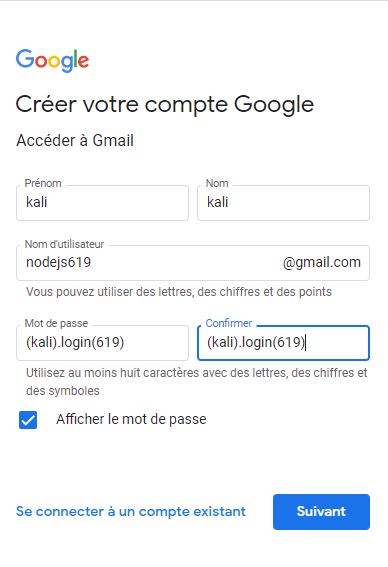 Google
Créer votre compte Google
Accéder à Gmail
Prénom Nom
kali kali
Nom d'utilisateur
nodejs619 @gmail.com
Vous pouvez utiliser des lettres, des chiffres et des points
Mot de passe Confirmer
(kali).login(619) (kali).login(619)
Utilisez au moins huit caractères avec des lettres, des chiffres et
des symboles
Afficher le mot de passe
Se connecter à un compte existant Suivant